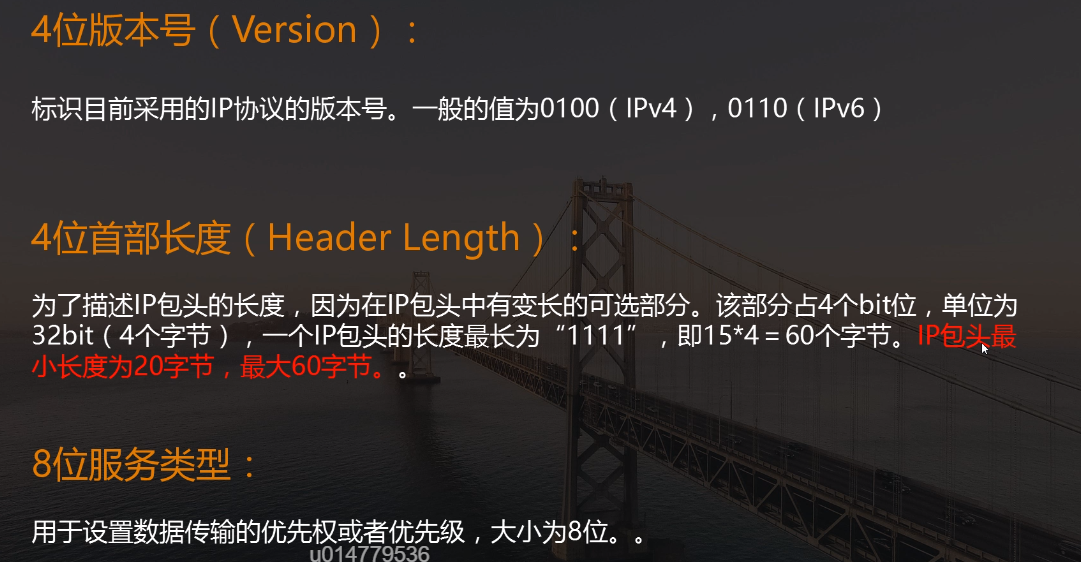 4位版本号（Version）：
标识目前采用的IP协议的版本号。一般的值为0100（IPv4），0110（IPv6）
4位首部长度（Header Length）：
为了描述IP包头的长度，因为在IP包头中有变长的可选部分。该部分占4个bit位，单位为
32bit（4个字节），一个IP包头的长度最长为“1111”，即15*4＝60个字节。IP包头最
小长度为20字节，最大60字节。。
8位服务类型：
用于设置数据传输的优先权或者优先级，大小为8位。。
u014779536